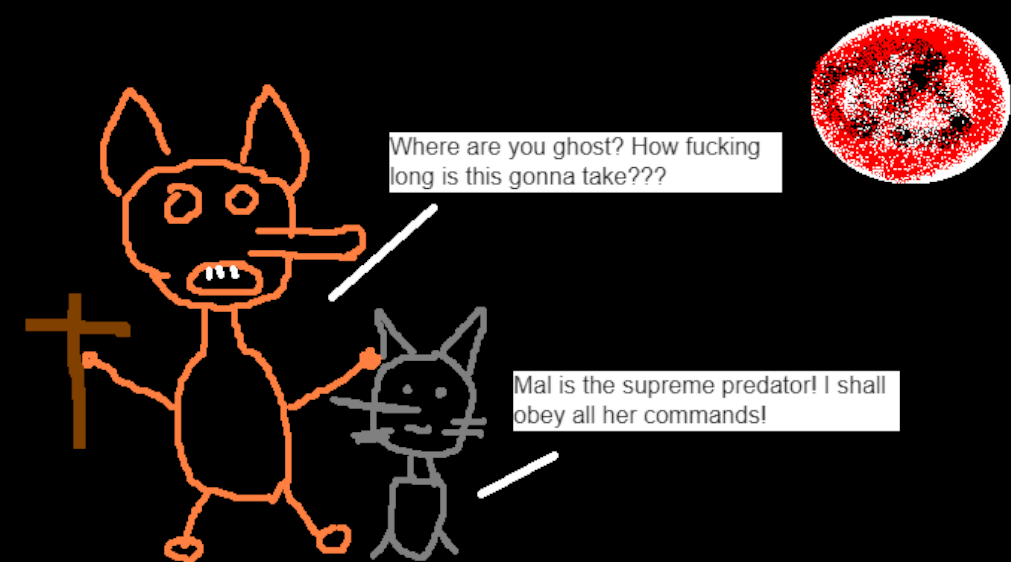 Where are you ghost? How fucking
long is this gonna take???
Mal is the supreme predator! I shall
obey all her commands!